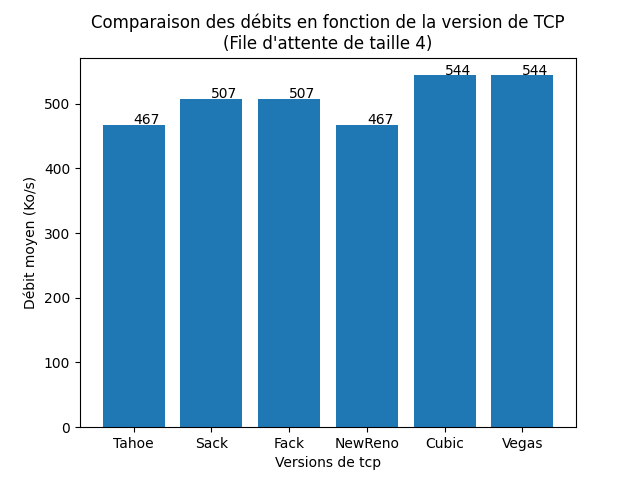 Comparaison des débits en fonction de la version de TCP
(File d'attente de taille 4)
Débit moyen (Ko/s)
500
400
300
200
100
0
467
507
507
467
544
544
Tahoe
Sack
Fack
NewReno
Cubic
Vegas
Versions de tcp